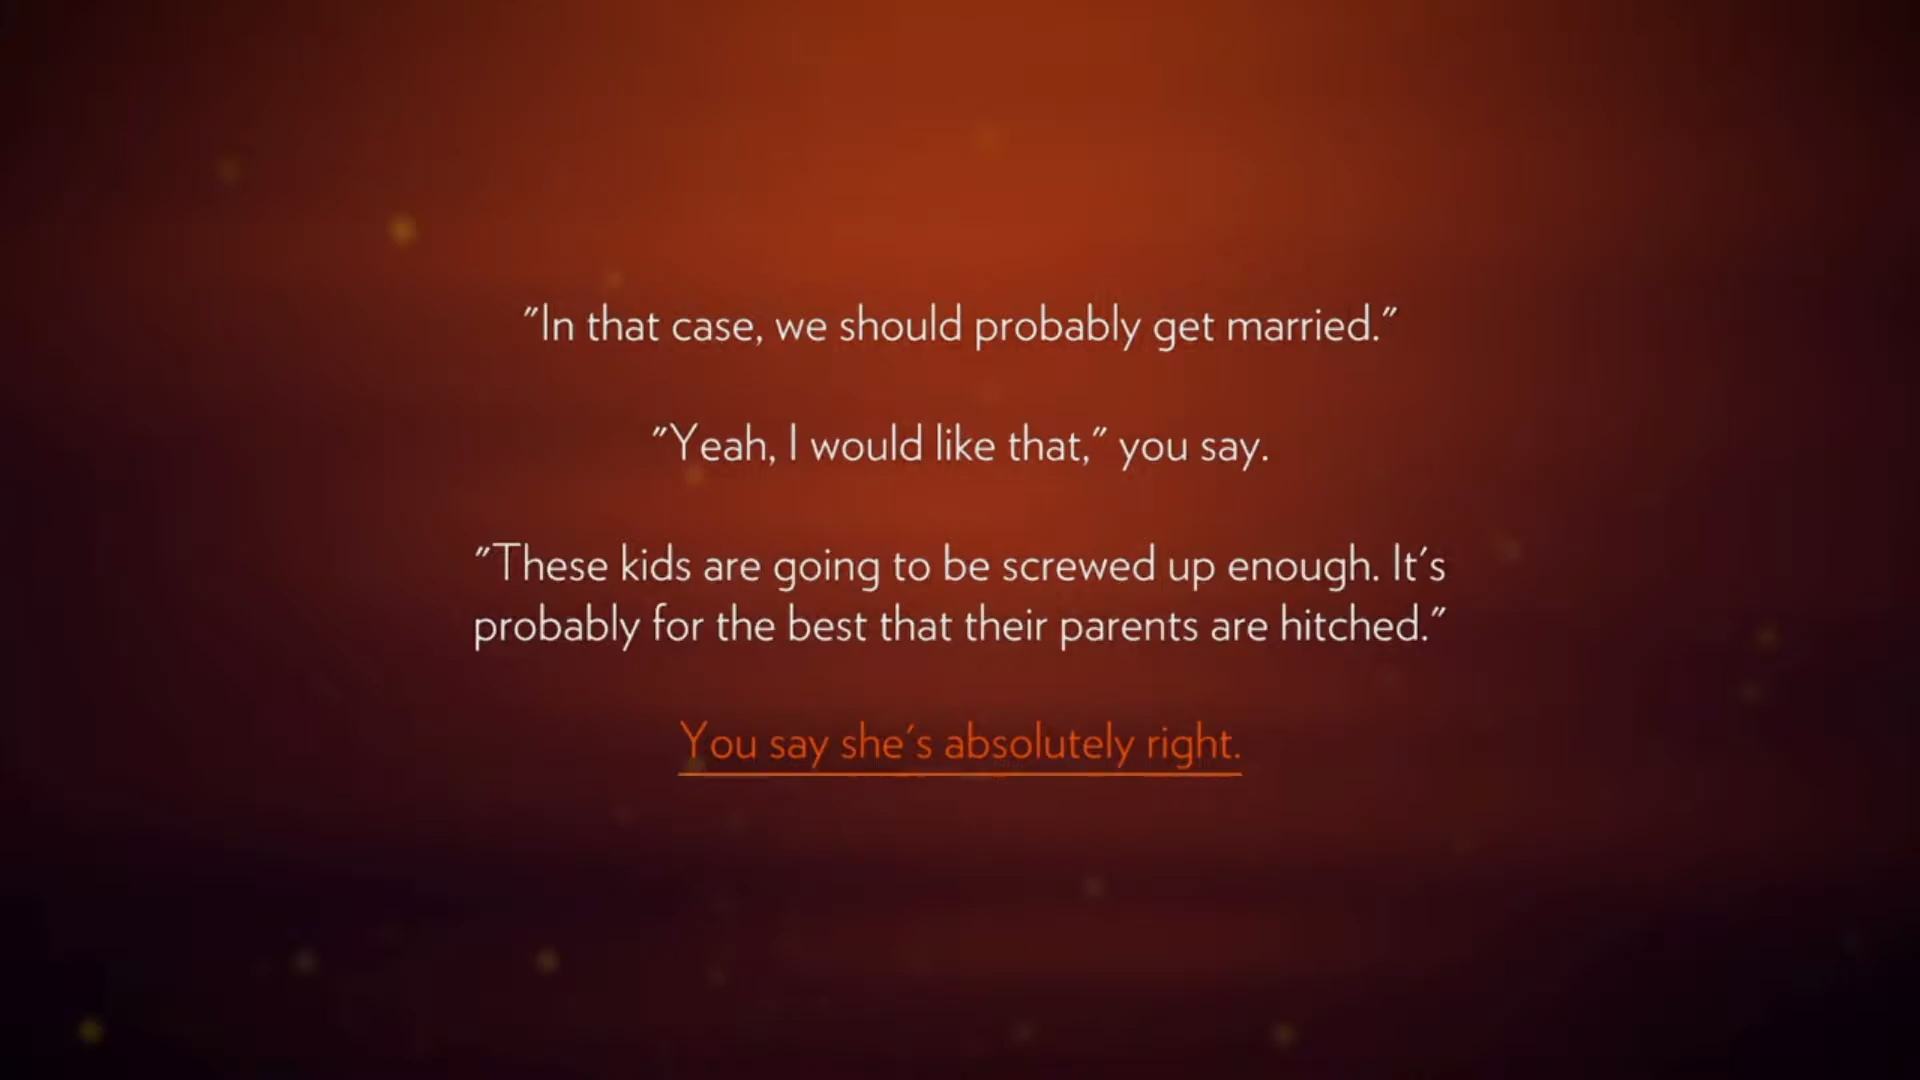 "In that case, we should probably get married."
"Yeah, I would like that," you say.
"These kids are going to be screwed up enough. It's
probably for the best that their parents are hitched."
You say she's absolutely right.